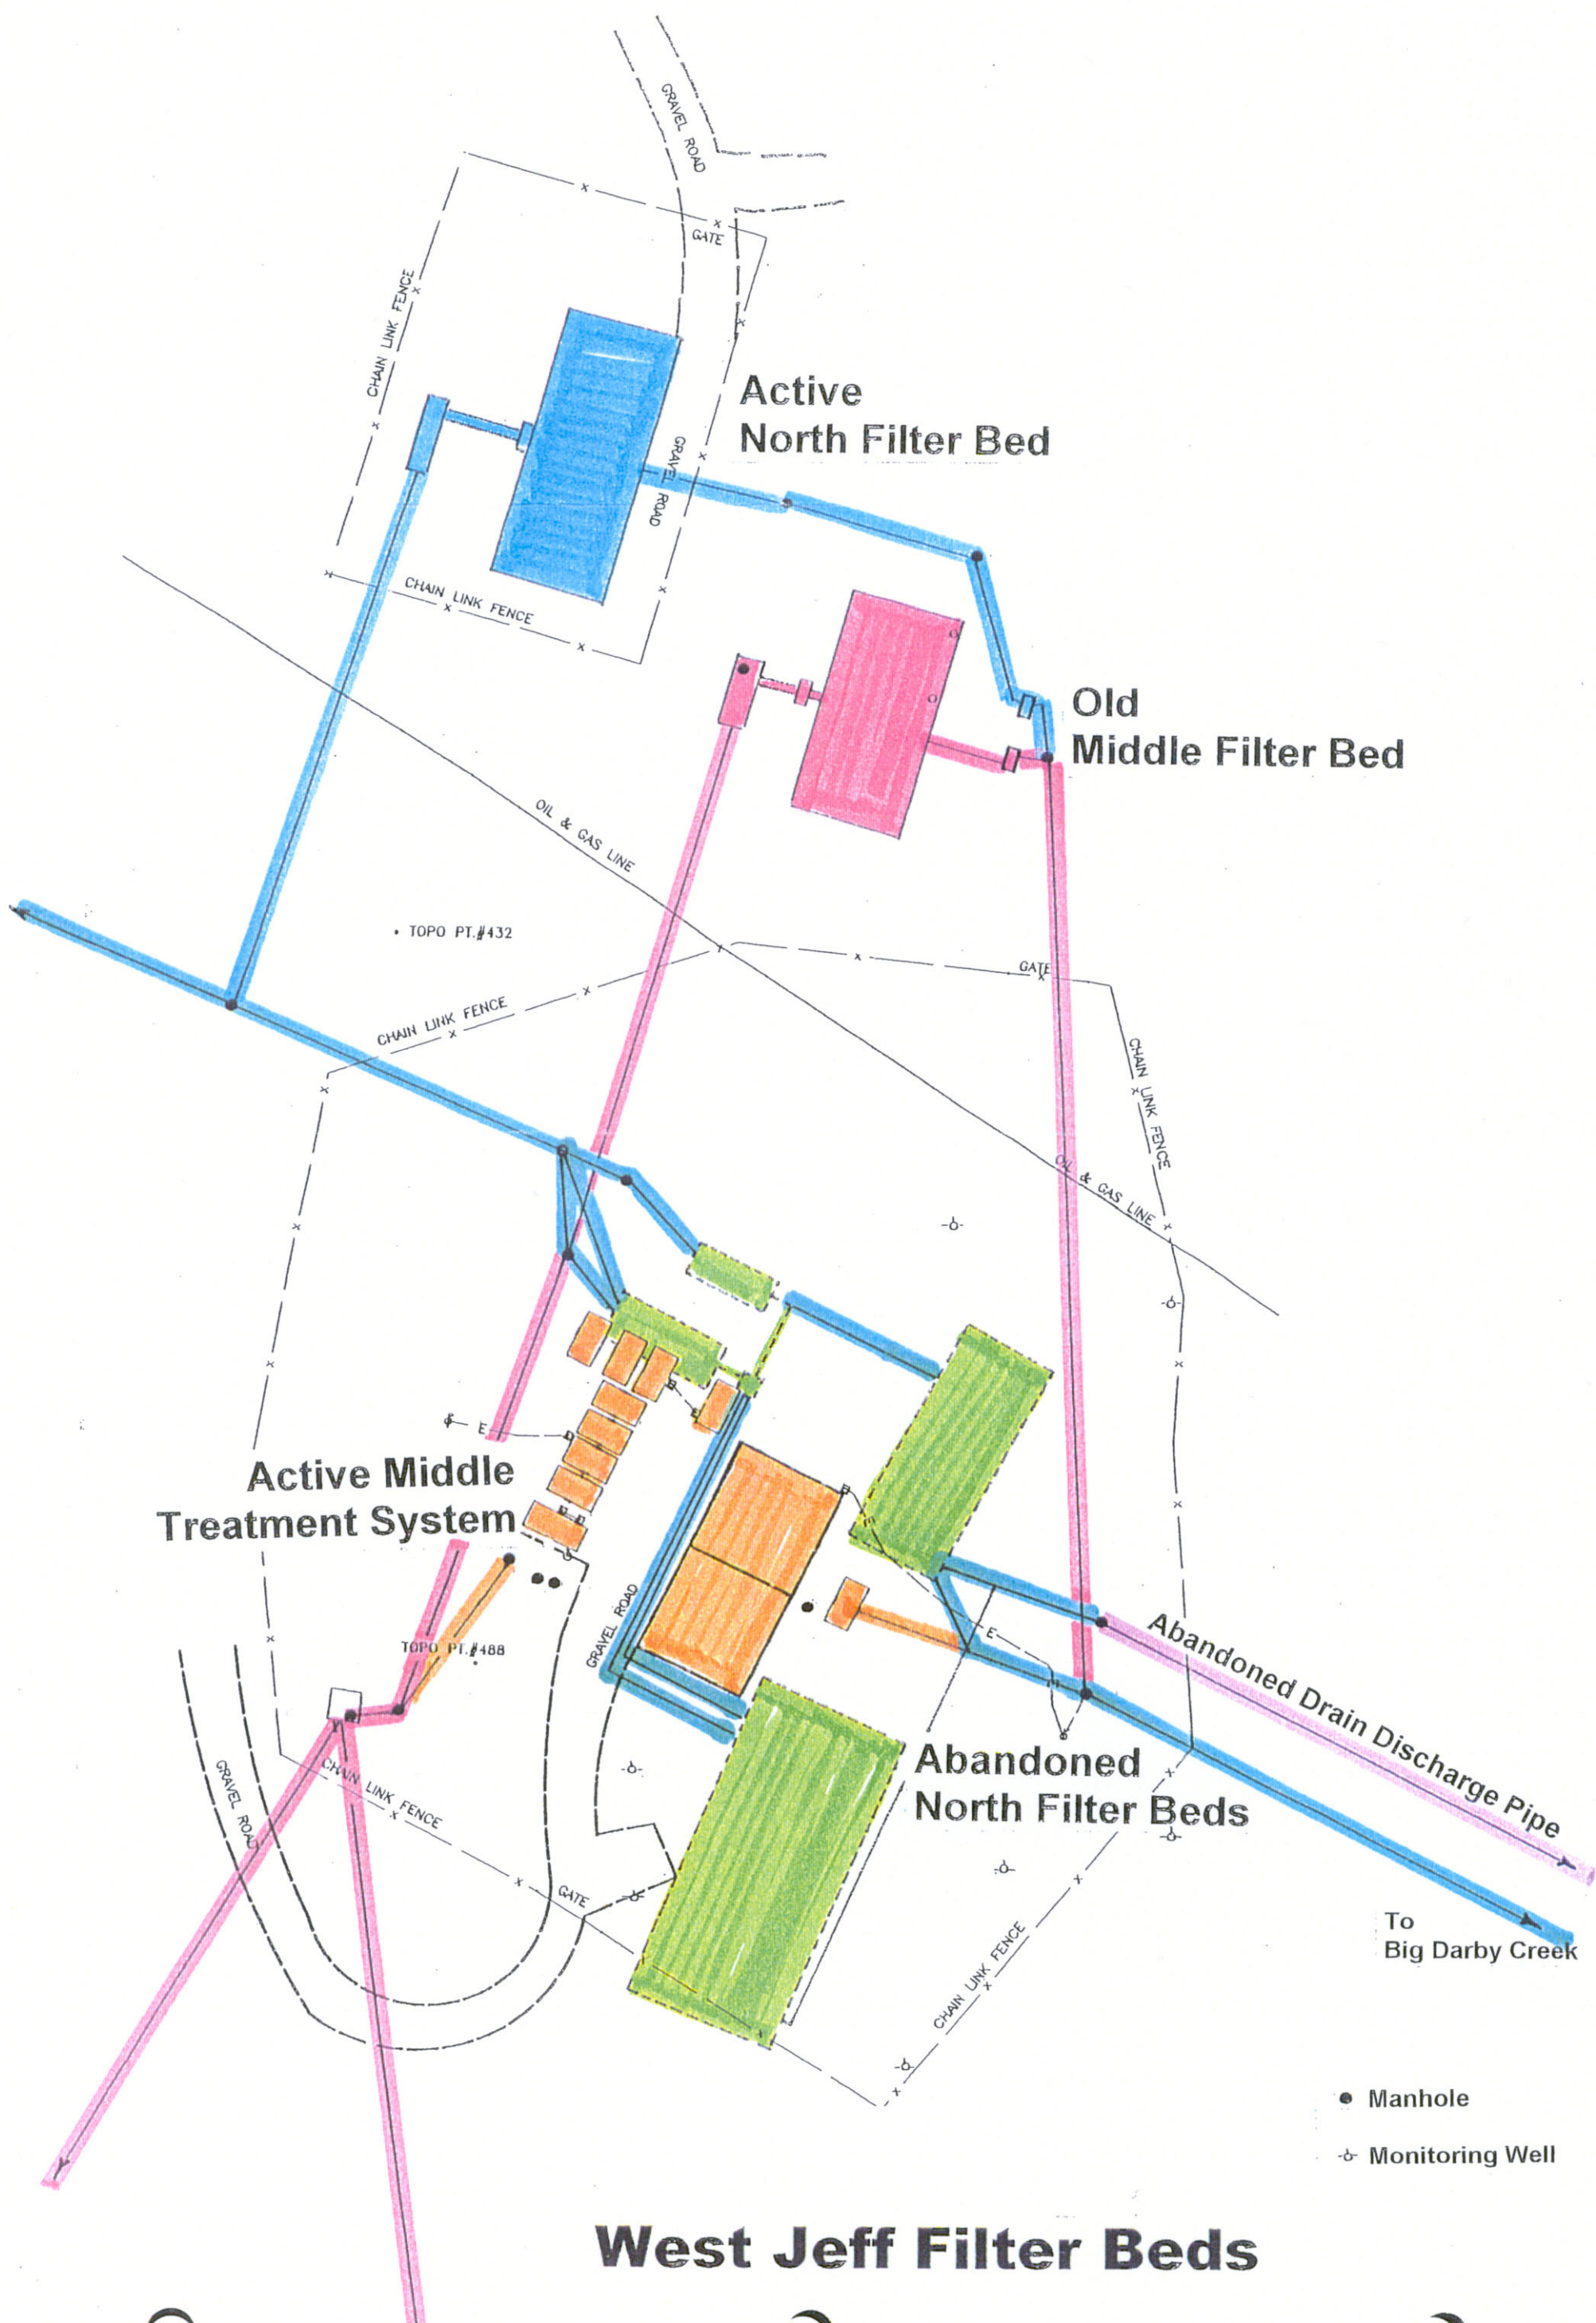 GRAVEL ROAD
GATE
CHAIN LINK FENCE
Active
North Filter Bed
GRAVEL ROAD
CHAIN LINK FENCE
Old
Middle Filter Bed
OIL & GAS LINE
TOPO PT.#432
GATE
CHAIN LINK FENCE
CHAIN LINK FENCE
OIL & GAS LINE
E
Active Middle
Treatment System
GRAVEL ROAD
E
E
TOPO PT.#488
Abandoned Drain Discharge Pipe
Abandoned
North Filter Beds
CHAIN LINK FENCE
GRAVEL ROAD
GATE
To
Big Darby Creek
CHAIN LINK FENCE
Manhole
Monitoring Well
West Jeff Filter Beds